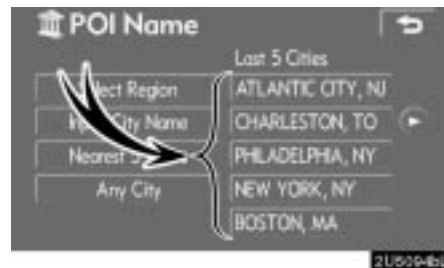 POI Name
Last 5 Cities
Select Region
ATLANTIC CITY, NJ
City Name
CHARLESTON, TO
Nearest
PHILADELPHIA, NY
Any City
NEW YORK, NY
BOSTON, MA